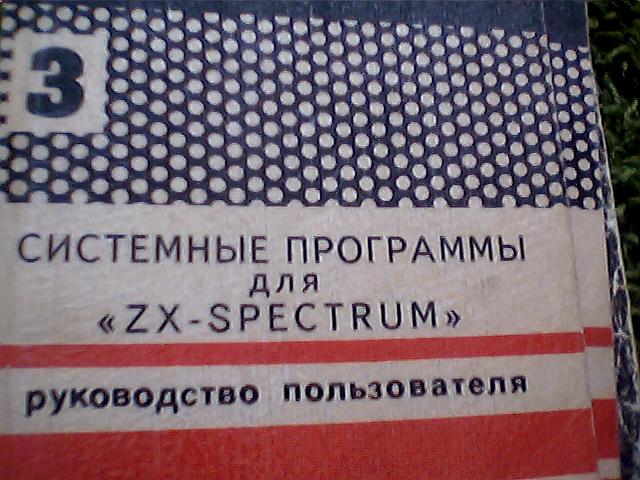 3
СИСТЕМНЫЕ ПРОГРАММЫ
для
«ZX-SPECTRUM»
руководство пользователя